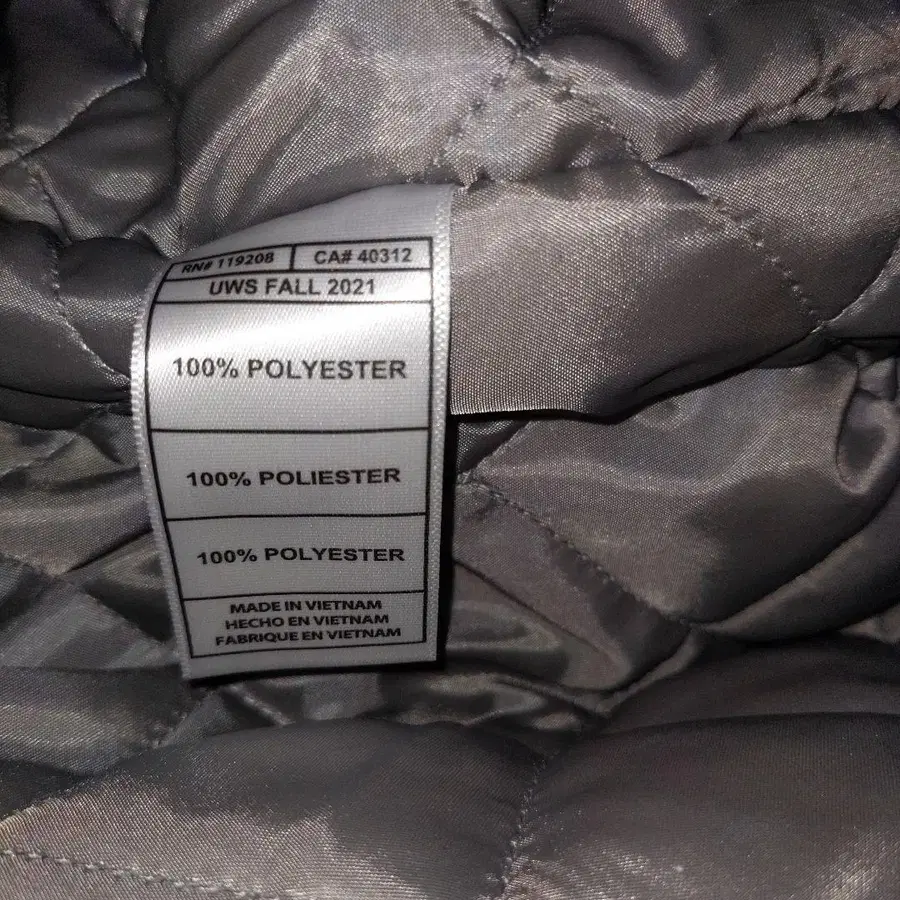 RN# 119208 CA# 40312
UWS FALL 2021
100% POLYESTER
100% POLIESTER
100% POLYESTER
MADE IN VIETNAM
HECHO EN VIETNAM
FABRIQUE EN VIETNAM